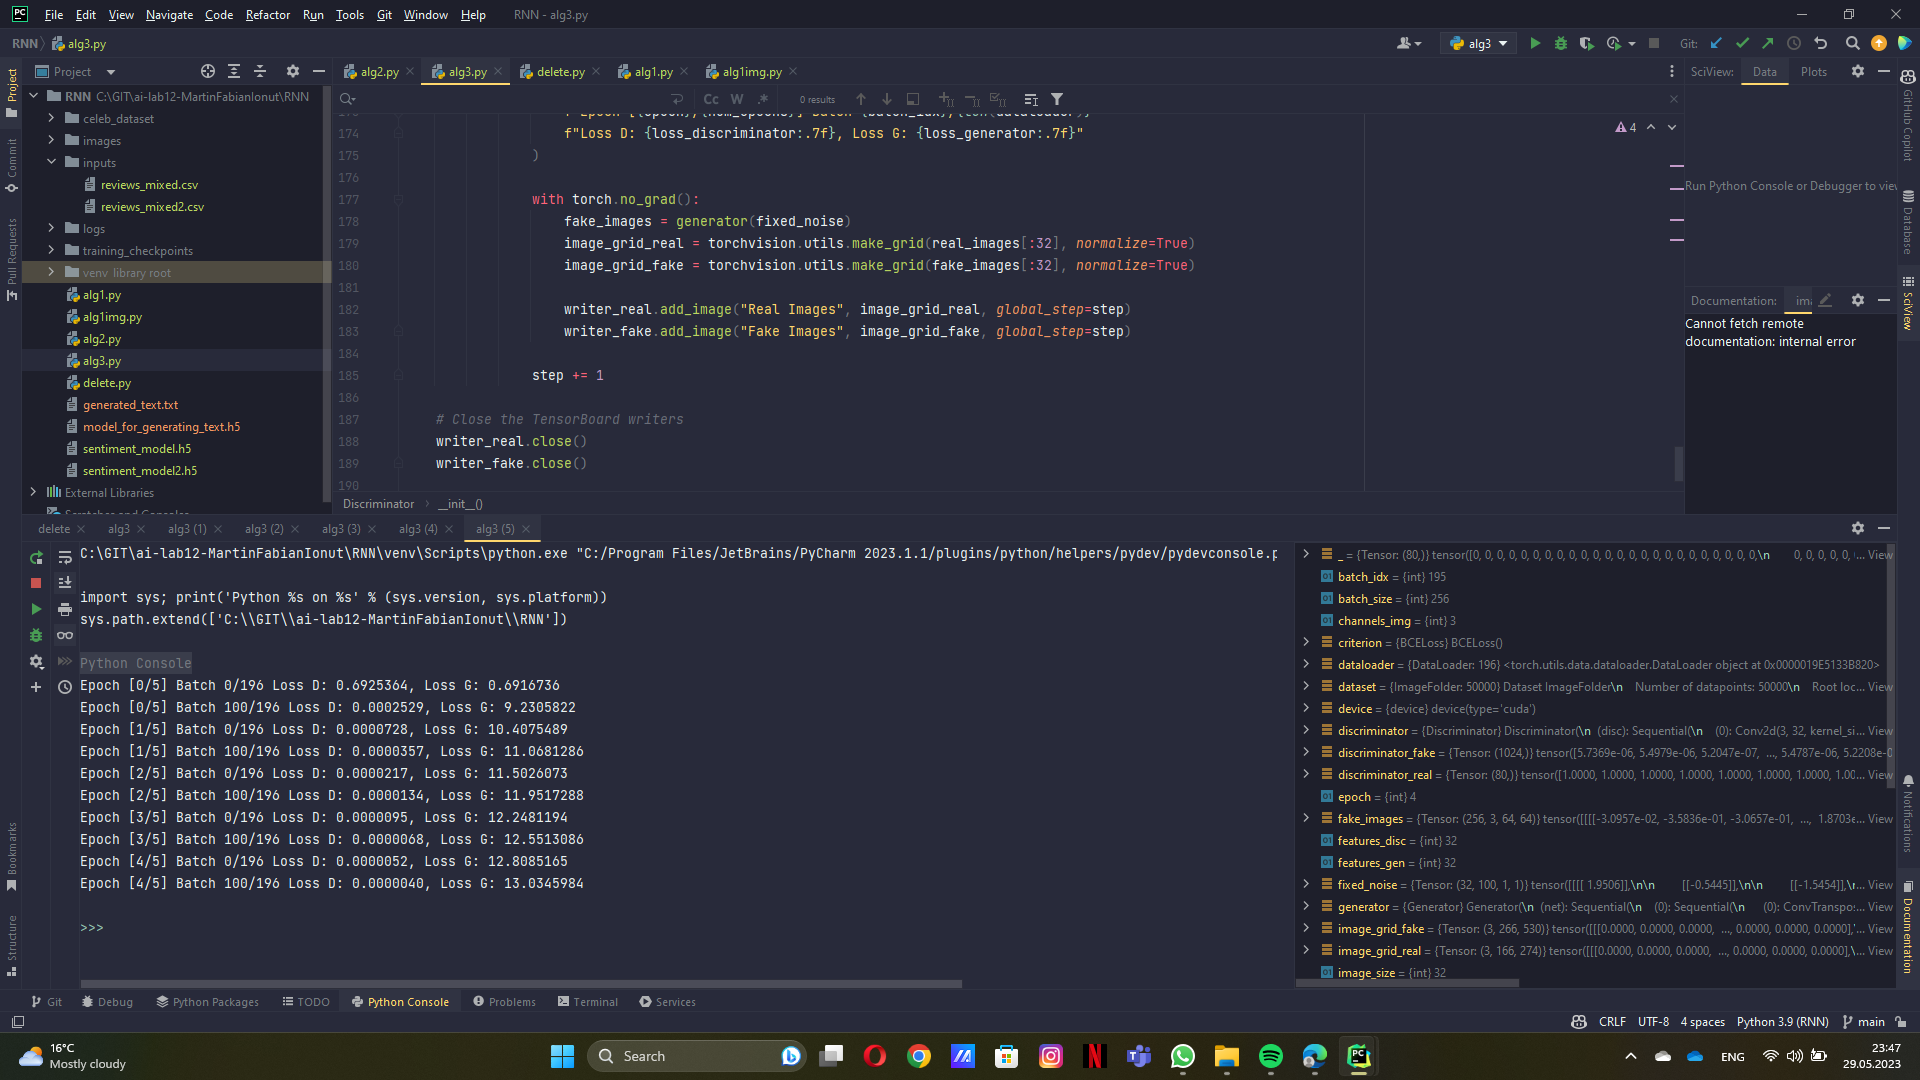 File Edit View Navigate Code Refactor Run Tools Git Window Help RNN - alg3.py
RNN alg3.py alg3 Git:
Project alg2.py alg3.py delete.py alg1.py alg1img.py SciView: Data Plots
RNN C:\GIT\ai-lab12-MartinFabianIonut\RNN
celeb_dataset
images
inputs
reviews_mixed.csv
reviews_mixed2.csv
logs
training_checkpoints
venv library root
alg1.py
alg1img.py
alg2.py
alg3.py
delete.py
generated_text.txt
model_for_generating_text.h5
sentiment_model.h5
sentiment_model2.h5
External Libraries
Cc W .* 0 results
4
174 f"Loss D: {loss_discriminator:.7f}, Loss G: {loss_generator:.7f}"
175 )
176
177 with torch.no_grad():
178 fake_images = generator(fixed_noise)
179 image_grid_real = torchvision.utils.make_grid(real_images[:32], normalize=True)
180 image_grid_fake = torchvision.utils.make_grid(fake_images[:32], normalize=True)
181
182 writer_real.add_image("Real Images", image_grid_real, global_step=step)
183 writer_fake.add_image("Fake Images", image_grid_fake, global_step=step)
184
185 step += 1
186
187 # Close the TensorBoard writers
188 writer_real.close()
189 writer_fake.close()
190
Discriminator __init__()
Run Python Console or Debugger to view
Documentation:
Cannot fetch remote
documentation: internal error
Project
Commit
Pull Requests
Bookmarks
Structure
GitHub Copilot
Database
SciView
Notifications
Documentation
delete alg3 alg3 (1) alg3 (2) alg3 (3) alg3 (4) alg3 (5)
C:\GIT\ai-lab12-MartinFabianIonut\RNN\venv\Scripts\python.exe "C:/Program Files/JetBrains/PyCharm 2023.1.1/plugins/python/helpers/pydev/pydevconsole.p
import sys; print('Python %s on %s' % (sys.version, sys.platform))
sys.path.extend(['C:\\GIT\\ai-lab12-MartinFabianIonut\\RNN'])
Python Console
Epoch [0/5] Batch 0/196 Loss D: 0.6925364, Loss G: 0.6916736
Epoch [0/5] Batch 100/196 Loss D: 0.0002529, Loss G: 9.2305822
Epoch [1/5] Batch 0/196 Loss D: 0.0000728, Loss G: 10.4075489
Epoch [1/5] Batch 100/196 Loss D: 0.0000357, Loss G: 11.0681286
Epoch [2/5] Batch 0/196 Loss D: 0.0000217, Loss G: 11.5026073
Epoch [2/5] Batch 100/196 Loss D: 0.0000134, Loss G: 11.9517288
Epoch [3/5] Batch 0/196 Loss D: 0.0000095, Loss G: 12.2481194
Epoch [3/5] Batch 100/196 Loss D: 0.0000068, Loss G: 12.5513086
Epoch [4/5] Batch 0/196 Loss D: 0.0000052, Loss G: 12.8085165
Epoch [4/5] Batch 100/196 Loss D: 0.0000040, Loss G: 13.0345984
>>>
_ = {Tensor: (80,)} tensor([0, 0, 0, 0, 0, 0, 0, 0, 0, 0, 0, 0, 0, 0, 0, 0, 0, 0, 0, 0, 0, 0, 0, 0,\n 0, 0, 0, 0, 0, ... View
batch_idx = {int} 195
batch_size = {int} 256
channels_img = {int} 3
criterion = {BCELoss} BCELoss()
dataloader = {DataLoader: 196} <torch.utils.data.dataloader.DataLoader object at 0x0000019E5133B820>
dataset = {ImageFolder: 50000} Dataset ImageFolder\n Number of datapoints: 50000\n Root loc... View
device = {device} device(type='cuda')
discriminator = {Discriminator} Discriminator(\n (disc): Sequential(\n (0): Conv2d(3, 32, kernel_si... View
discriminator_fake = {Tensor: (1024,)} tensor([5.7369e-06, 5.4979e-06, 5.2047e-07, ..., 5.4787e-06, 5.2208e-0
discriminator_real = {Tensor: (80,)} tensor([1.0000, 1.0000, 1.0000, 1.0000, 1.0000, 1.0000, 1.0000, 1.00... View
epoch = {int} 4
fake_images = {Tensor: (256, 3, 64, 64)} tensor([[[[-3.0957e-02, -3.5836e-01, -3.0657e-01, ..., 1.8703e... View
features_disc = {int} 32
features_gen = {int} 32
fixed_noise = {Tensor: (32, 100, 1, 1)} tensor([[[[ 1.9506]],\n\n [[-0.5445]],\n\n [[-1.5454]],\n... View
generator = {Generator} Generator(\n (net): Sequential(\n (0): Sequential(\n (0): ConvTranspo... View
image_grid_fake = {Tensor: (3, 266, 530)} tensor([[[0.0000, 0.0000, 0.0000, ..., 0.0000, 0.0000, 0.0000],... View
image_grid_real = {Tensor: (3, 166, 274)} tensor([[[0.0000, 0.0000, 0.0000, ..., 0.0000, 0.0000, 0.0000],\... View
image_size = {int} 32
Git Debug Python Packages TODO Python Console Problems Terminal Services
CRLF UTF-8 4 spaces Python 3.9 (RNN) main
16°C
Mostly cloudy
Search
ENG
23:47
29.05.2023